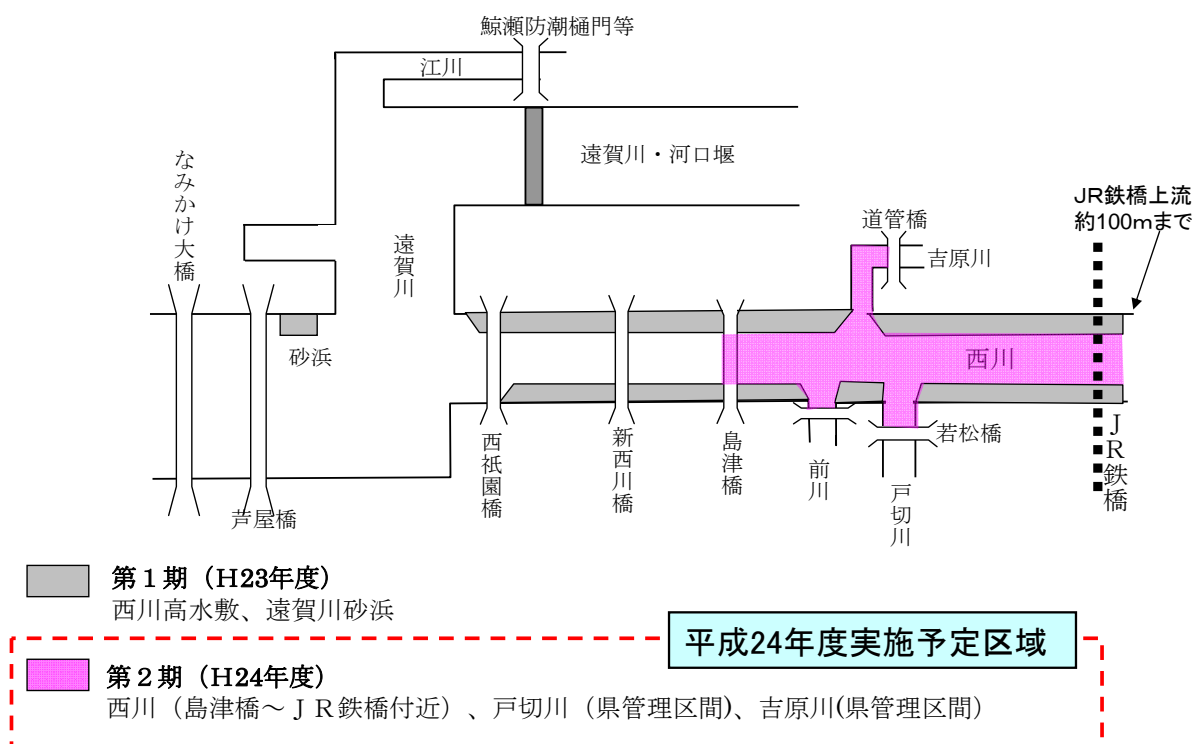 鯨瀬防潮樋門等
江川
遠賀川・河口堰
なみかけ大橋
遠賀川
道管橋
吉原川
JR鉄橋上流
約100mまで
砂浜
西川
芦屋橋
西祇園橋
新西川橋
島津橋
前川
戸切川
若松橋
JR鉄橋
第1期（H23年度）
西川高水敷、遠賀川砂浜
平成24年度実施予定区域
第2期（H24年度）
西川（島津橋～ＪＲ鉄橋付近）、戸切川（県管理区間）、吉原川(県管理区間）